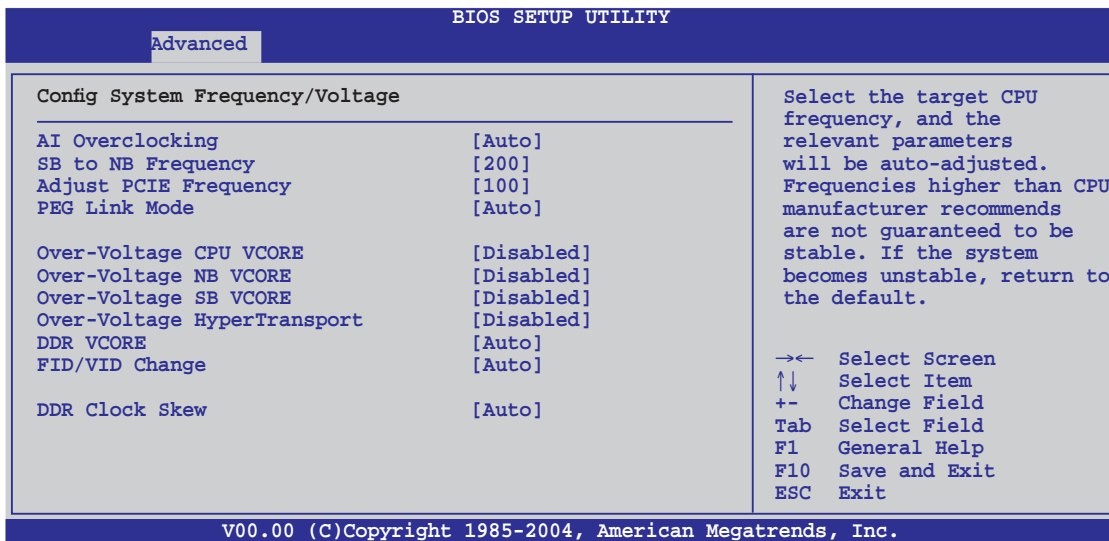 BIOS SETUP UTILITY
Advanced
Config System Frequency/Voltage
AI Overclocking [Auto]
SB to NB Frequency [200]
Adjust PCIE Frequency [100]
PEG Link Mode [Auto]
Over-Voltage CPU VCORE [Disabled]
Over-Voltage NB VCORE [Disabled]
Over-Voltage SB VCORE [Disabled]
Over-Voltage HyperTransport [Disabled]
DDR VCORE [Auto]
FID/VID Change [Auto]
DDR Clock Skew [Auto]
Select the target CPU
frequency, and the
relevant parameters
will be auto-adjusted.
Frequencies higher than CPU
manufacturer recommends
are not guaranteed to be
stable. If the system
becomes unstable, return to
the default.
→← Select Screen
↑↓ Select Item
+- Change Field
Tab Select Field
F1 General Help
F10 Save and Exit
ESC Exit
V00.00 (C)Copyright 1985-2004, American Megatrends, Inc.